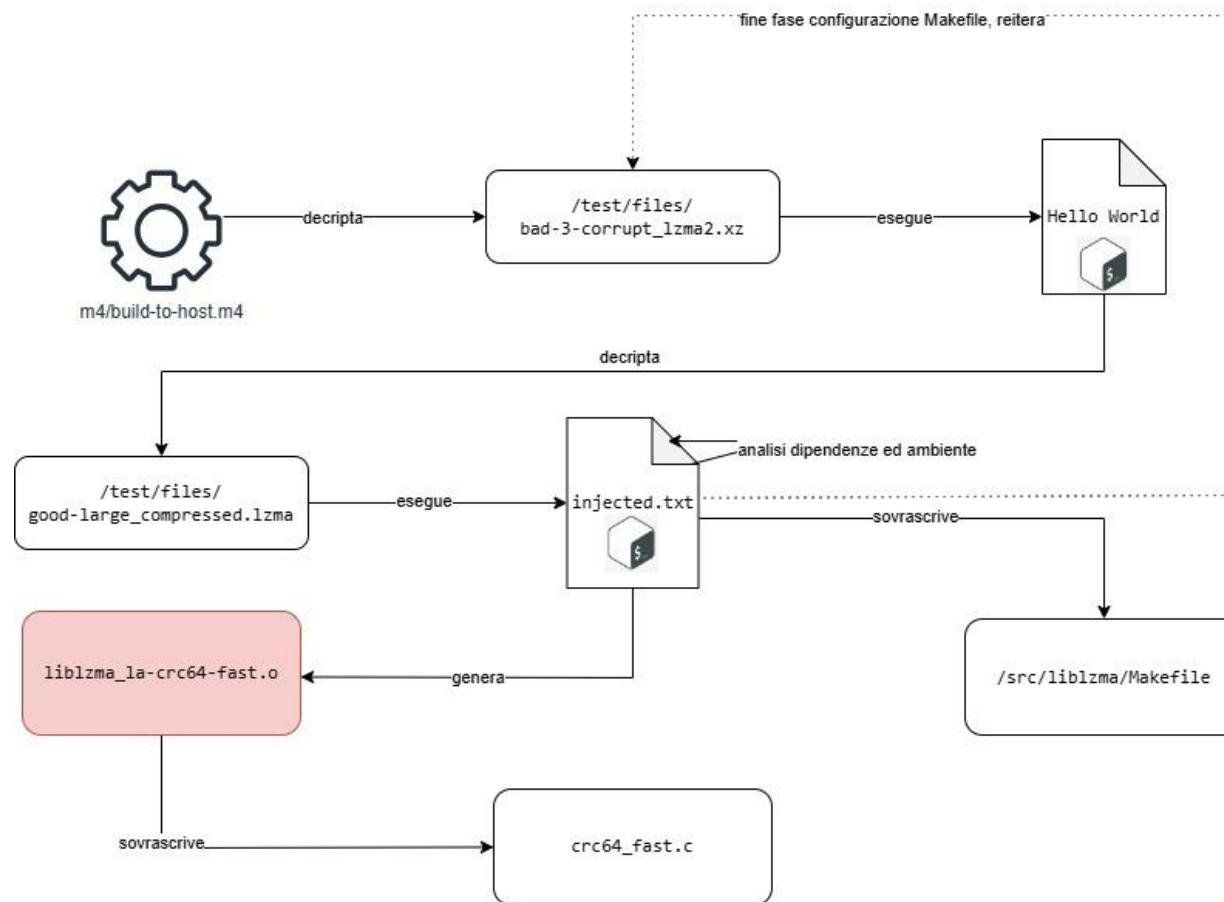 fine fase configurazione Makefile, reitera
/test/files/
bad-3-corrupt_lzma2.xz
decripta
esegue
Hello World
$_
m4/build-to-host.m4
decripta
/test/files/
good-large_compressed.lzma
esegue
injected.txt
$_
analisi dipendenze ed ambiente
sovrascrive
liblzma_la-crc64-fast.o
genera
/src/liblzma/Makefile
sovrascrive
crc64_fast.c